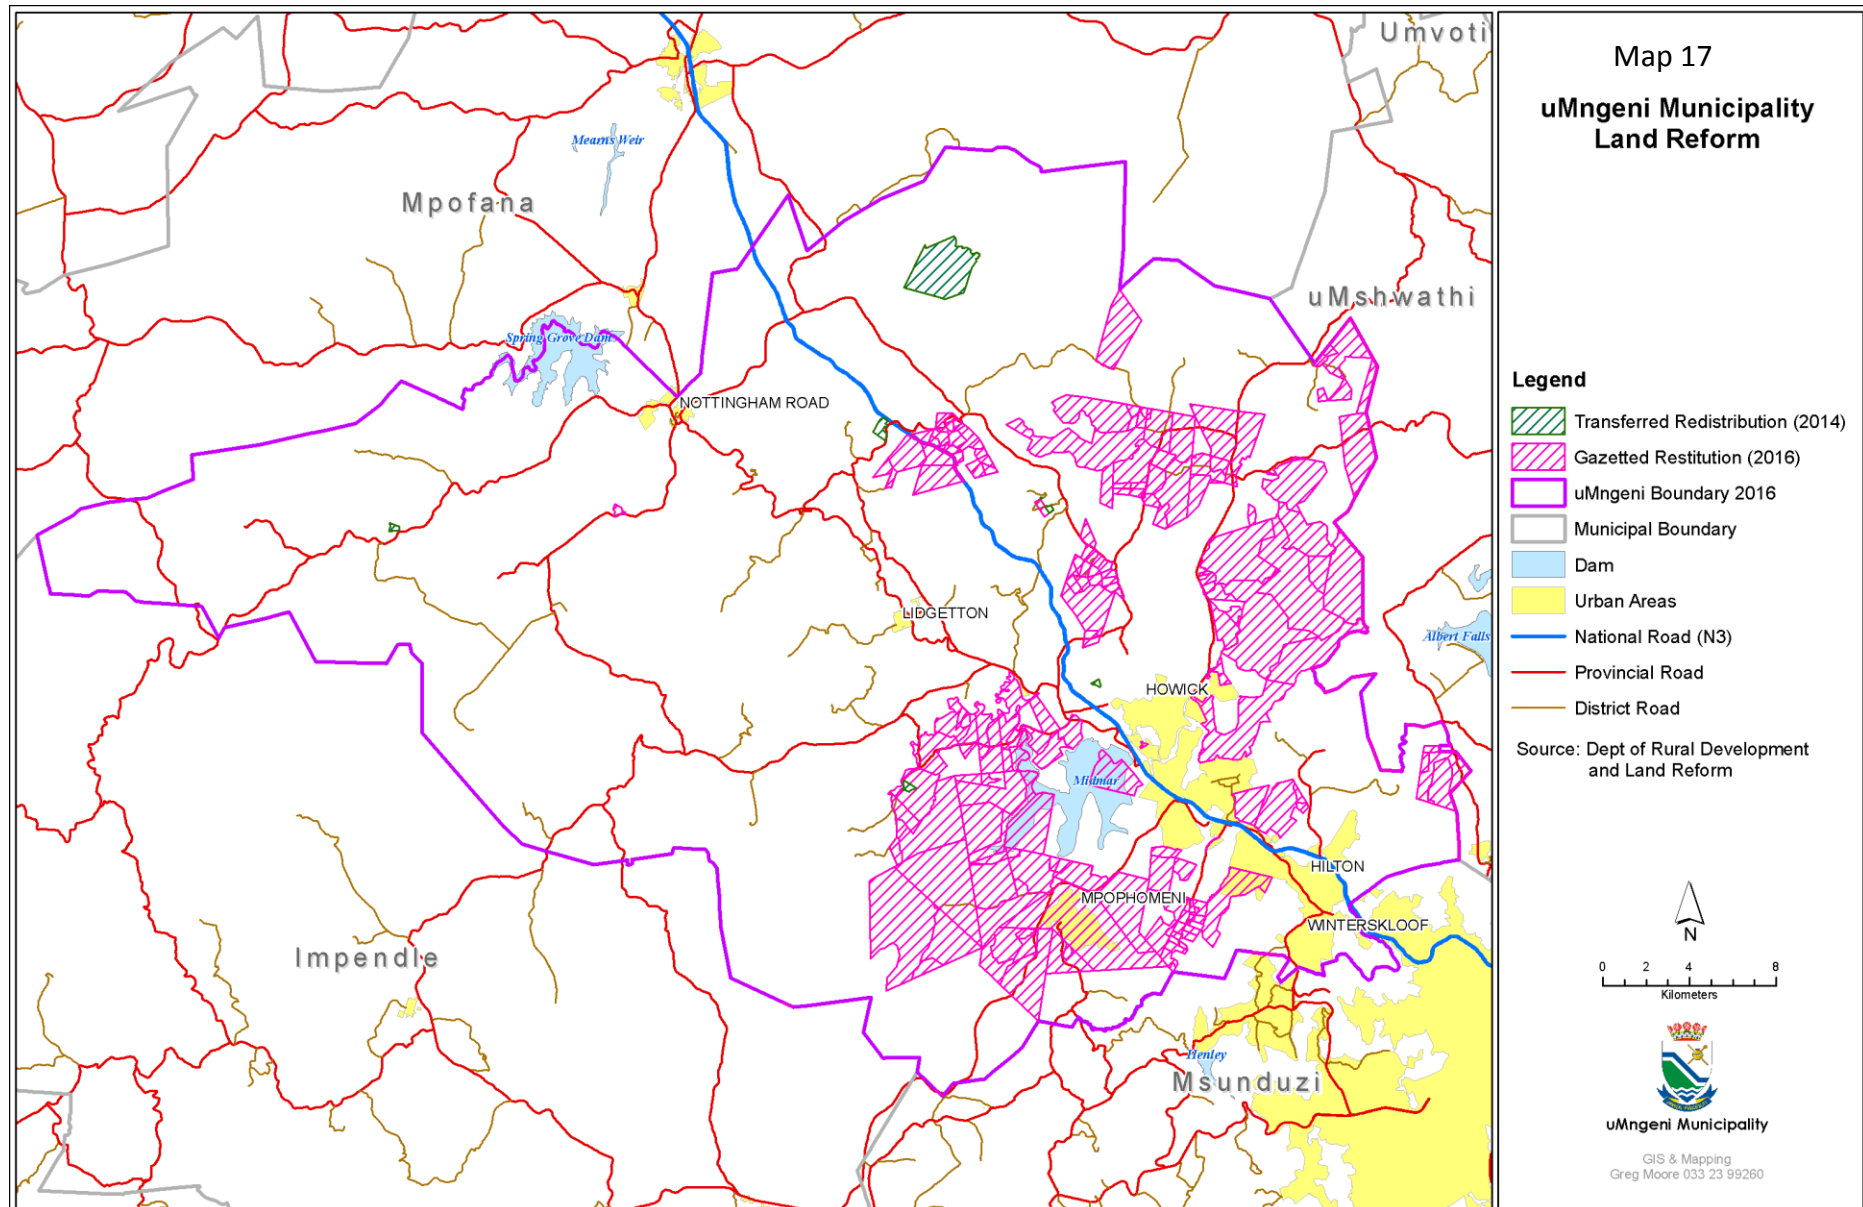 Umvoti
Mearns Weir
Mpofana
uMshwathi
Spring Grove Dam
NOTTINGHAM ROAD
LIDGETTON
Albert Falls
HOWICK
Midmar
HILTON
MPOPHOMENI
WINTERSKLOOF
Impendle
Henley
Msunduzi
Map 17
uMngeni Municipality
Land Reform
Legend
Transferred Redistribution (2014)
Gazetted Restitution (2016)
uMngeni Boundary 2016
Municipal Boundary
Dam
Urban Areas
National Road (N3)
Provincial Road
District Road
Source: Dept of Rural Development
and Land Reform
N
0 2 4 8
Kilometers
uMngeni Municipality
GIS & Mapping
Greg Moore 033 23 99260